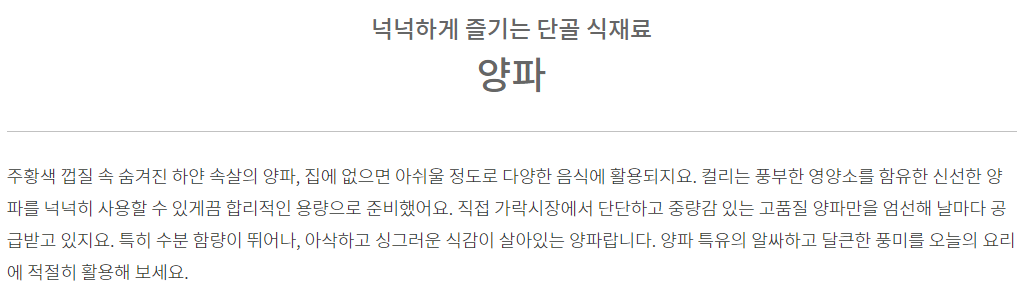 넉넉하게 즐기는 단골 식재료
양파
주황색 껍질 속 숨겨진 하얀 속살의 양파, 집에 없으면 아쉬울 정도로 다양한 음식에 활용되지요. 컬리는 풍부한 영양소를 함유한 신선한 양
파를 넉넉히 사용할 수 있게끔 합리적인 용량으로 준비했어요. 직접 가락시장에서 단단하고 중량감 있는 고품질 양파만을 엄선해 날마다 공
급받고 있지요. 특히 수분 함량이 뛰어나, 아삭하고 싱그러운 식감이 살아있는 양파랍니다. 양파 특유의 알싸하고 달큰한 풍미를 오늘의 요리
에 적절히 활용해 보세요.